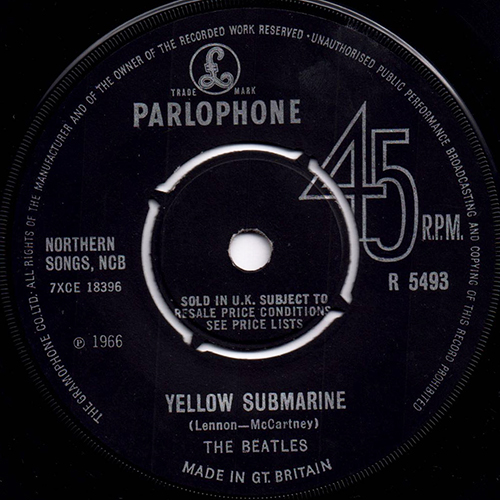 THE GRAMOPHONE CO. LTD. ALL RIGHTS OF THE MANUFACTURER AND OF THE OWNER OF THE RECORDED WORK RESERVED · UNAUTHORISED PUBLIC PERFORMANCE BROADCASTING AND COPYING OF THIS RECORD PROHIBITED
£
TRADE MARK
PARLOPHONE
45
R.P.M.
NORTHERN
SONGS, NCB
7XCE 18396
R 5493
SOLD IN U.K. SUBJECT TO
RESALE PRICE CONDITIONS,
SEE PRICE LISTS
℗ 1966
YELLOW SUBMARINE
(Lennon—McCartney)
THE BEATLES
MADE IN GT. BRITAIN